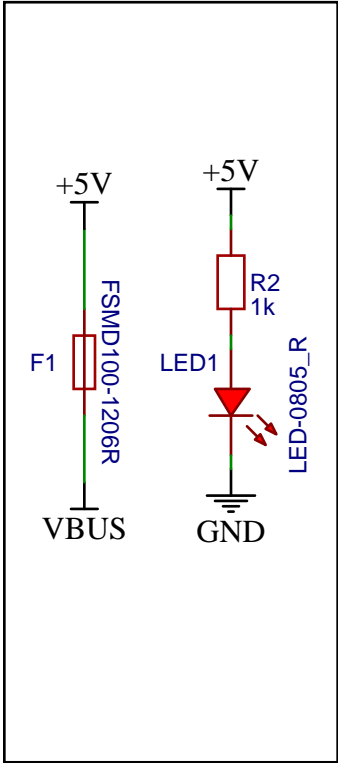 +5V
F1
FSMD100-1206R
VBUS
+5V
R2
1k
LED1
LED-0805_R
GND